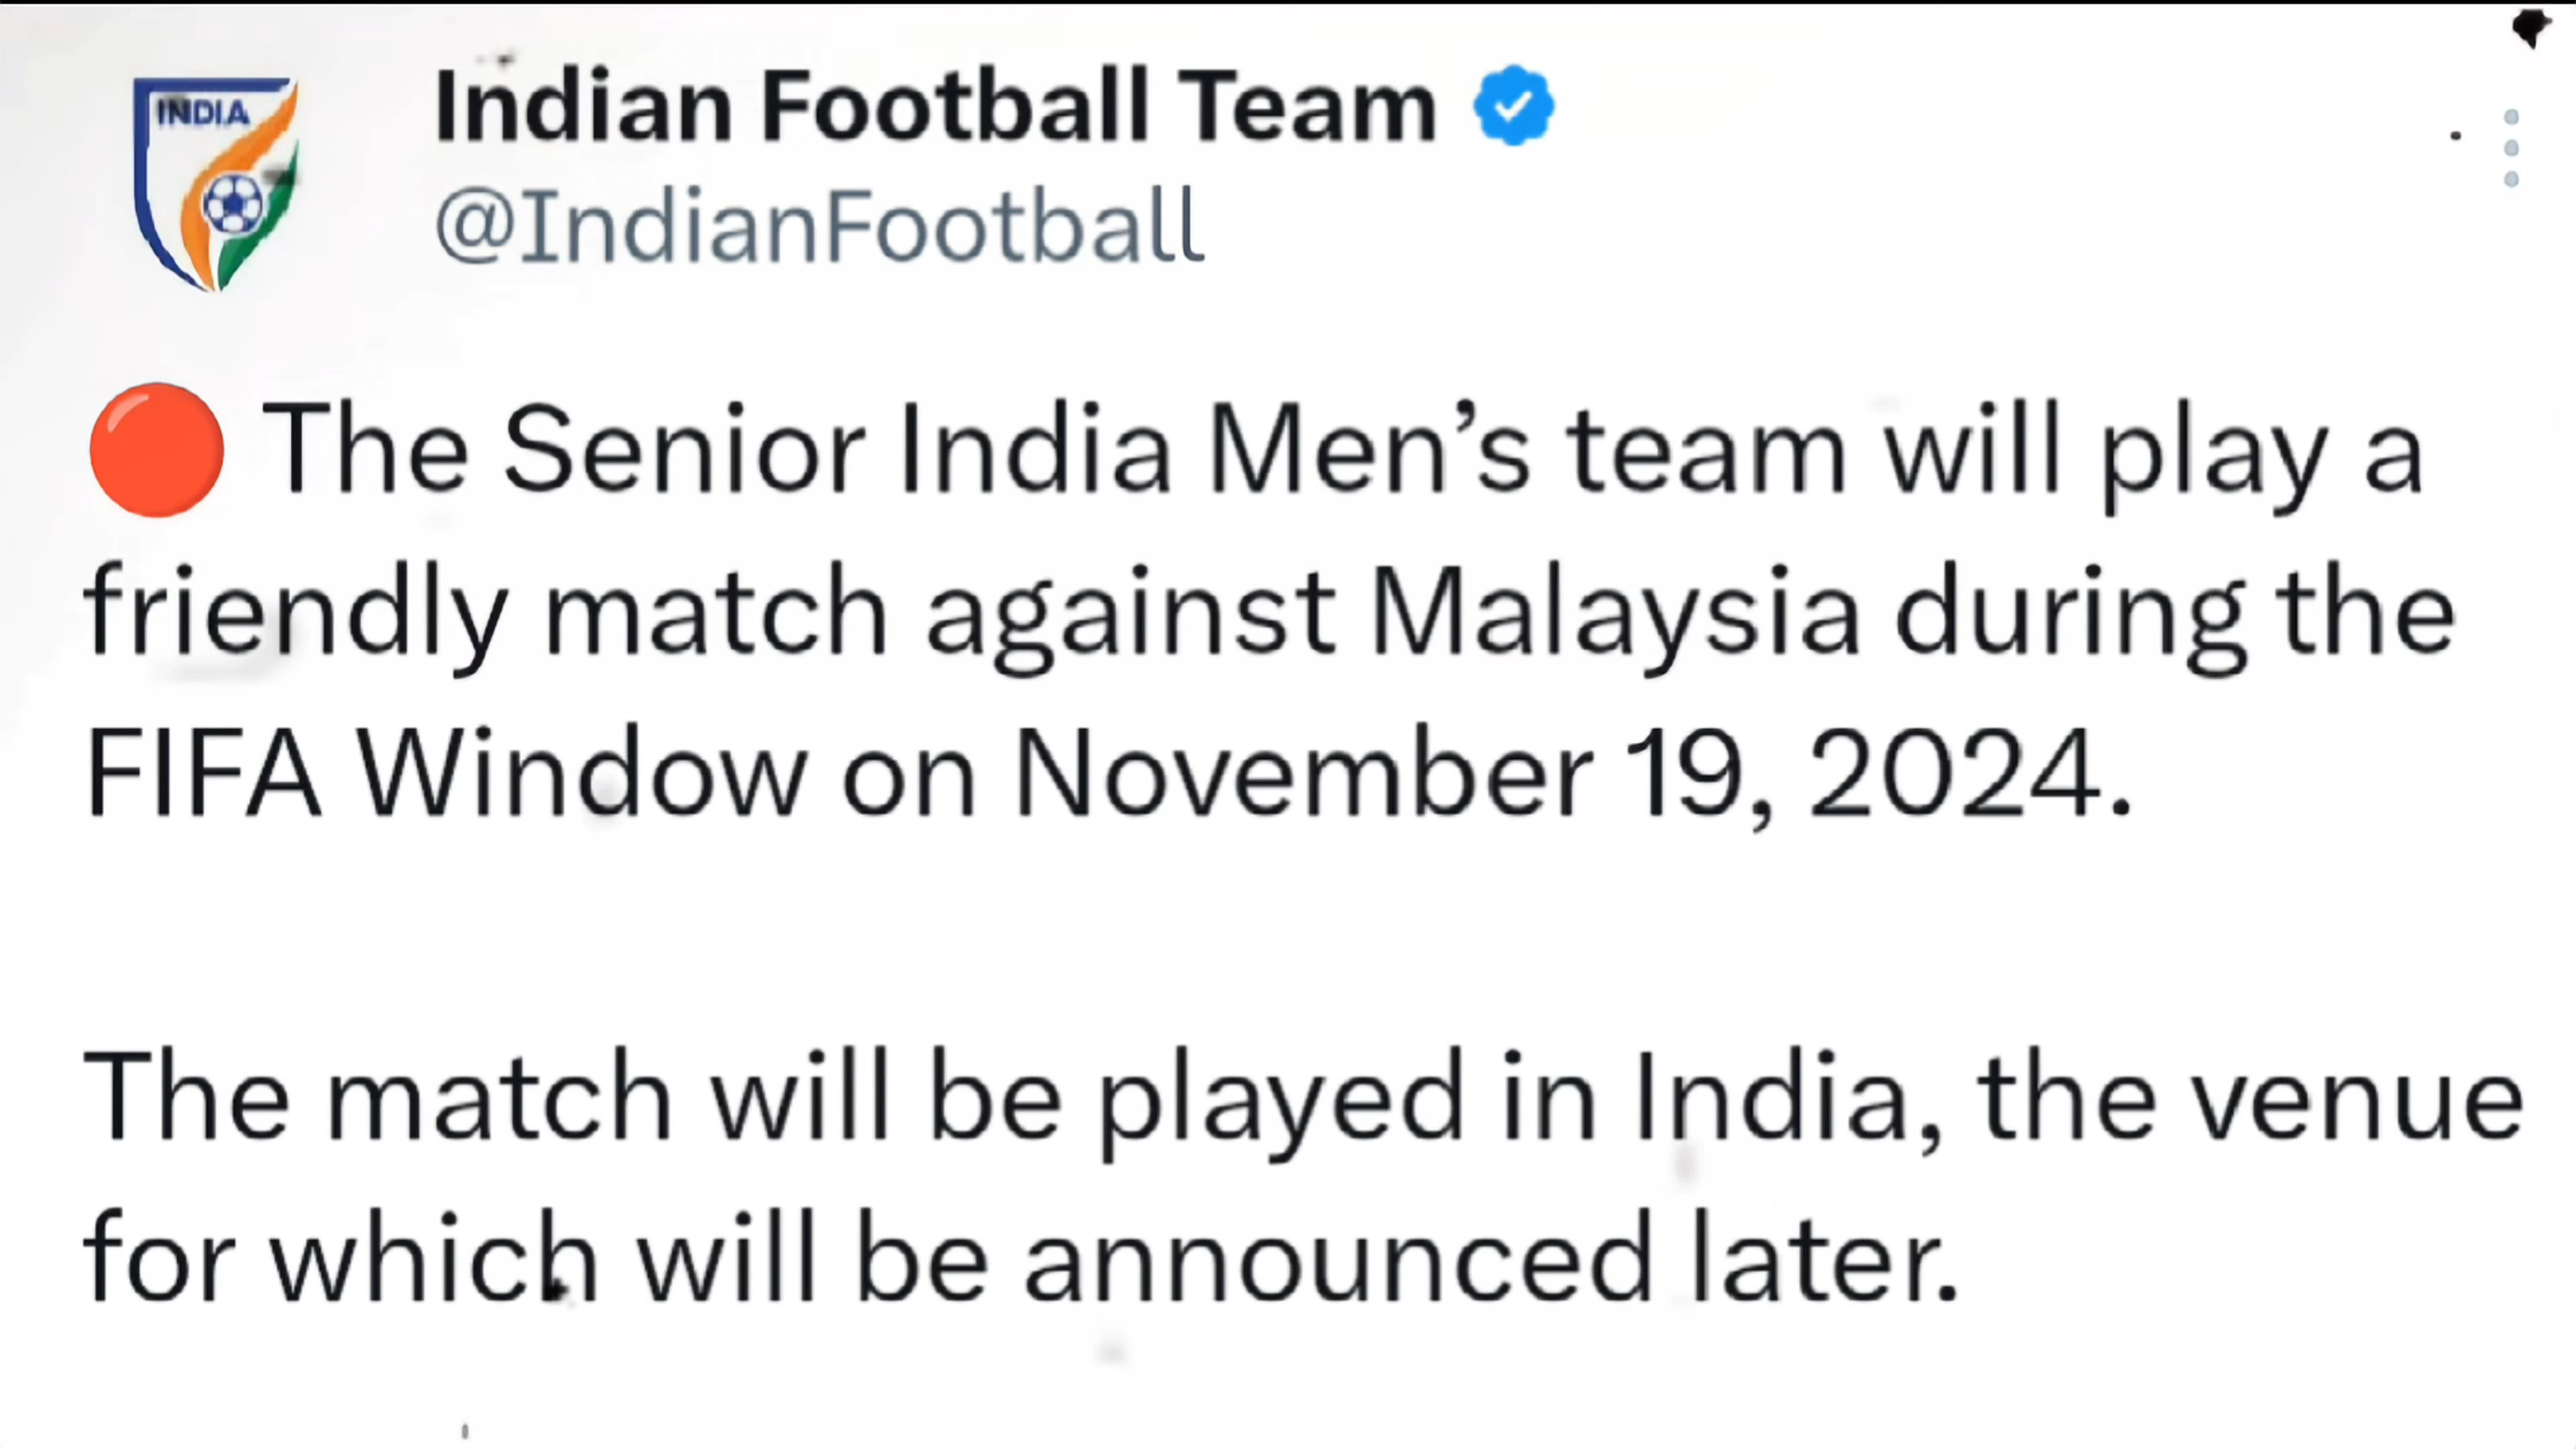 INDIA
Indian Football Team
@IndianFootball
🔴 The Senior India Men’s team will play a
friendly match against Malaysia during the
FIFA Window on November 19, 2024.
The match will be played in India, the venue
for which will be announced later.